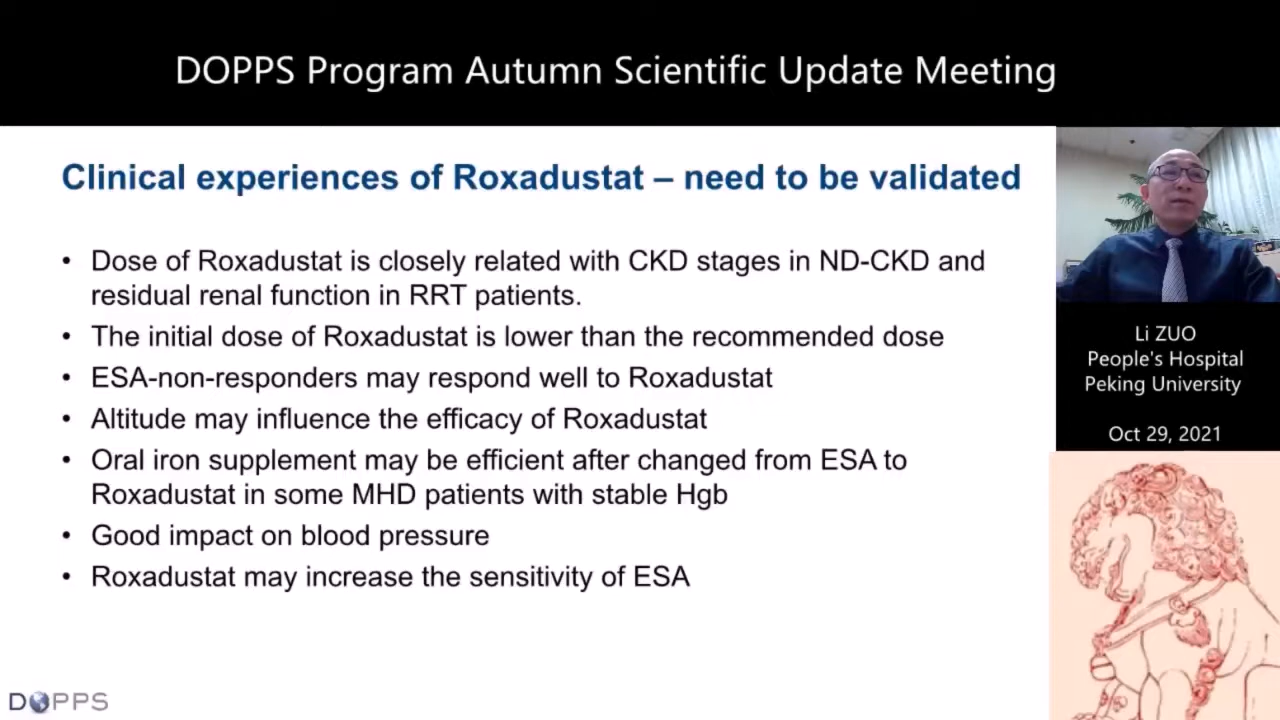 DOPPS Program Autumn Scientific Update Meeting
Clinical experiences of Roxadustat – need to be validated
• Dose of Roxadustat is closely related with CKD stages in ND-CKD and
residual renal function in RRT patients.
• The initial dose of Roxadustat is lower than the recommended dose
• ESA-non-responders may respond well to Roxadustat
• Altitude may influence the efficacy of Roxadustat
• Oral iron supplement may be efficient after changed from ESA to
Roxadustat in some MHD patients with stable Hgb
• Good impact on blood pressure
• Roxadustat may increase the sensitivity of ESA
Li ZUO
People's Hospital
Peking University
Oct 29, 2021
DOPPS